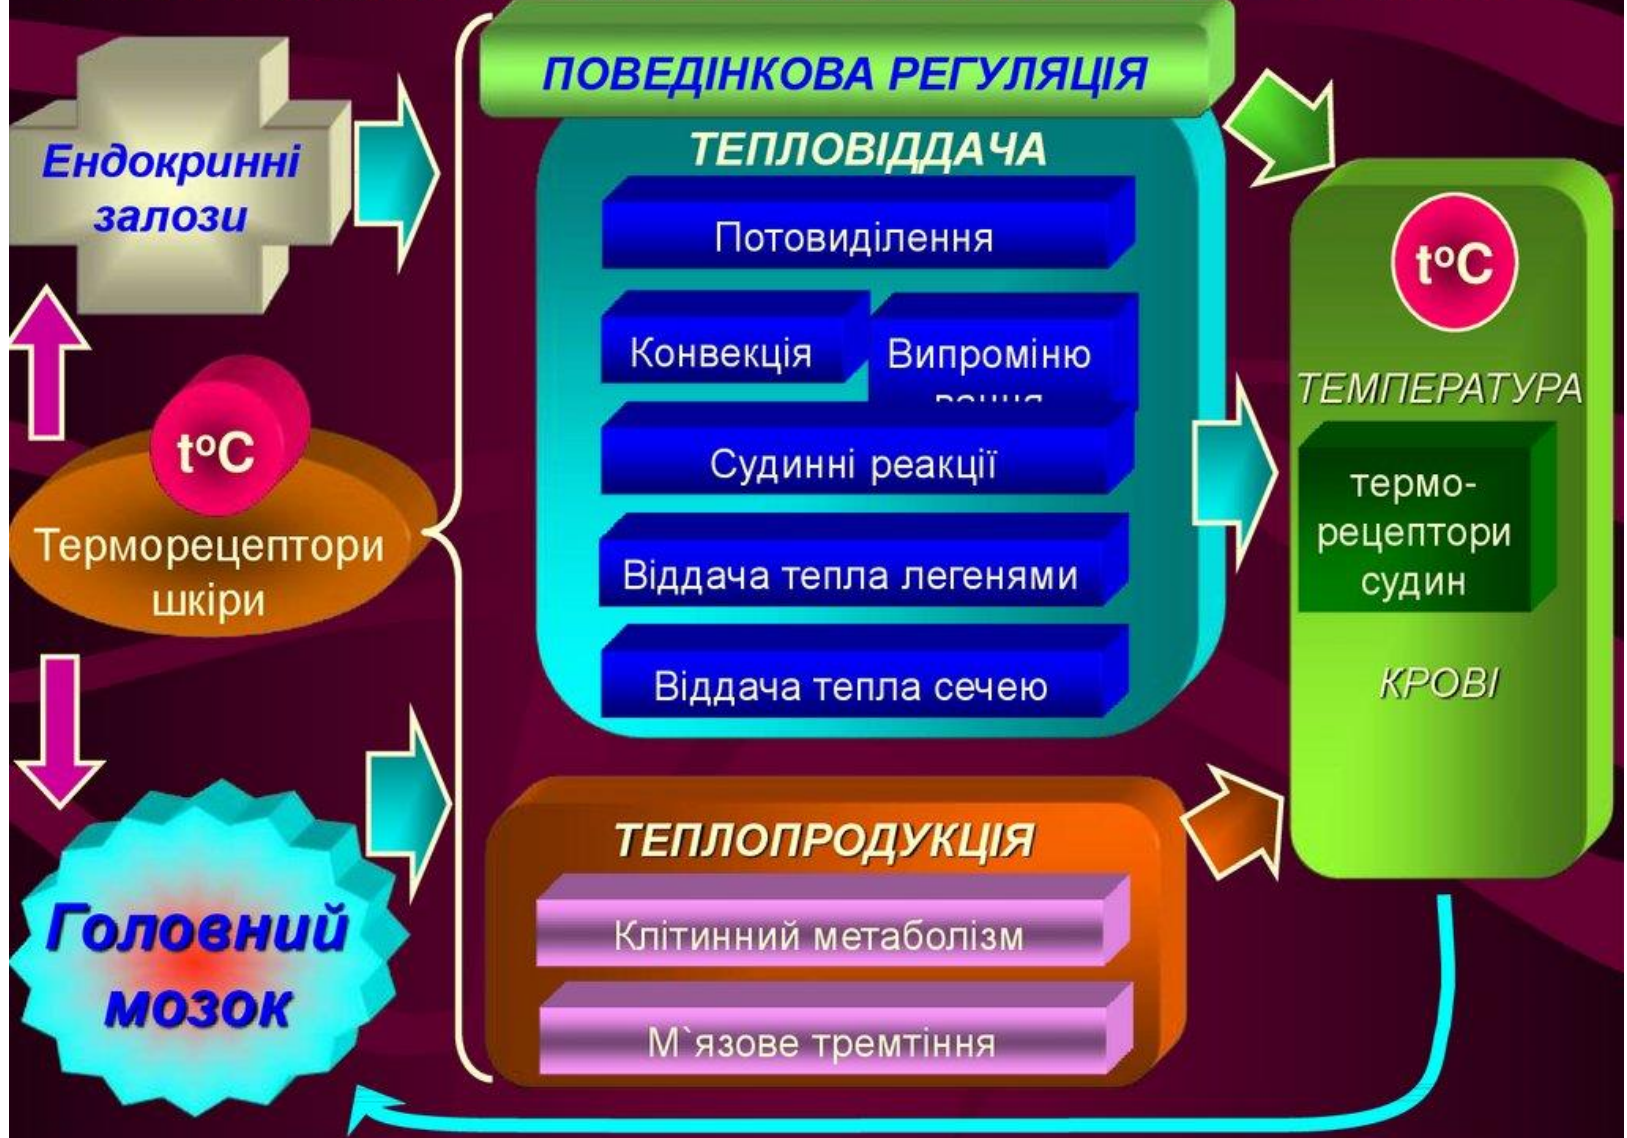 ПОВЕДІНКОВА РЕГУЛЯЦІЯ
Ендокринні
залози
ТЕПЛОВІДДАЧА
Потовиділення
Конвекція
Випроміню
вання
Судинні реакції
Віддача тепла легенями
Віддача тепла сечею
t°C
Терморецептори
шкіри
Головний
мозок
ТЕПЛОПРОДУКЦІЯ
Клітинний метаболізм
М`язове тремтіння
t°C
ТЕМПЕРАТУРА
термо-
рецептори
судин
КРОВІ